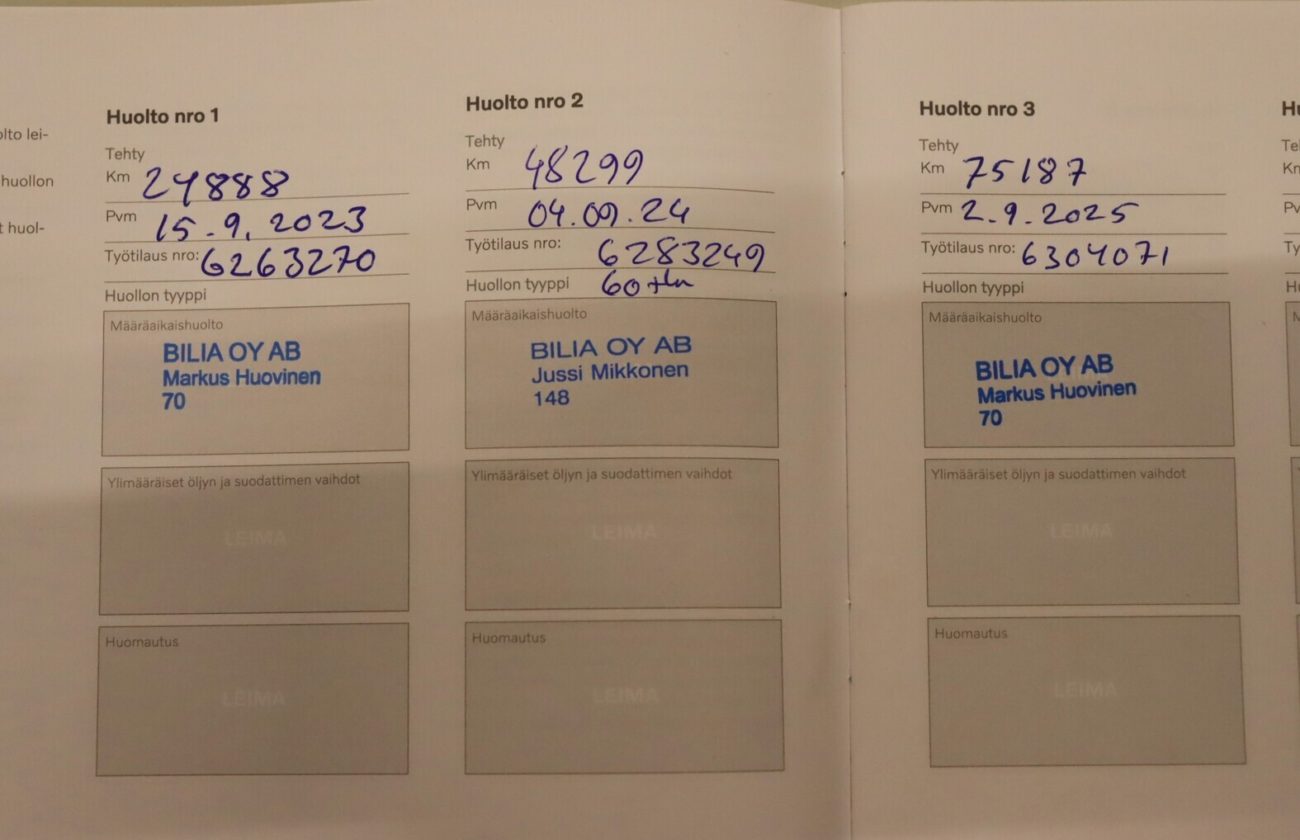 olto lei-
huollon
t huol-
Huolto nro 1
Tehty
Km 24888
Pvm 15.9.2023
Työtilaus nro: 6263270
Huollon tyyppi
Määräaikaishuolto
BILIA OY AB
Markus Huovinen
70
Ylimääräiset öljyn ja suodattimen vaihdot
LEIMA
Huomautus
LEIMA
Huolto nro 2
Tehty
Km 48299
Pvm 04.09.24
Työtilaus nro: 6283249
Huollon tyyppi 60 tkm
Määräaikaishuolto
BILIA OY AB
Jussi Mikkonen
148
Ylimääräiset öljyn ja suodattimen vaihdot
LEIMA
Huomautus
LEIMA
Huolto nro 3
Tehty
Km 75187
Pvm 2.9.2025
Työtilaus nro: 6304071
Huollon tyyppi
Määräaikaishuolto
BILIA OY AB
Markus Huovinen
70
Ylimääräiset öljyn ja suodattimen vaihdot
LEIMA
Huomautus
LEIMA